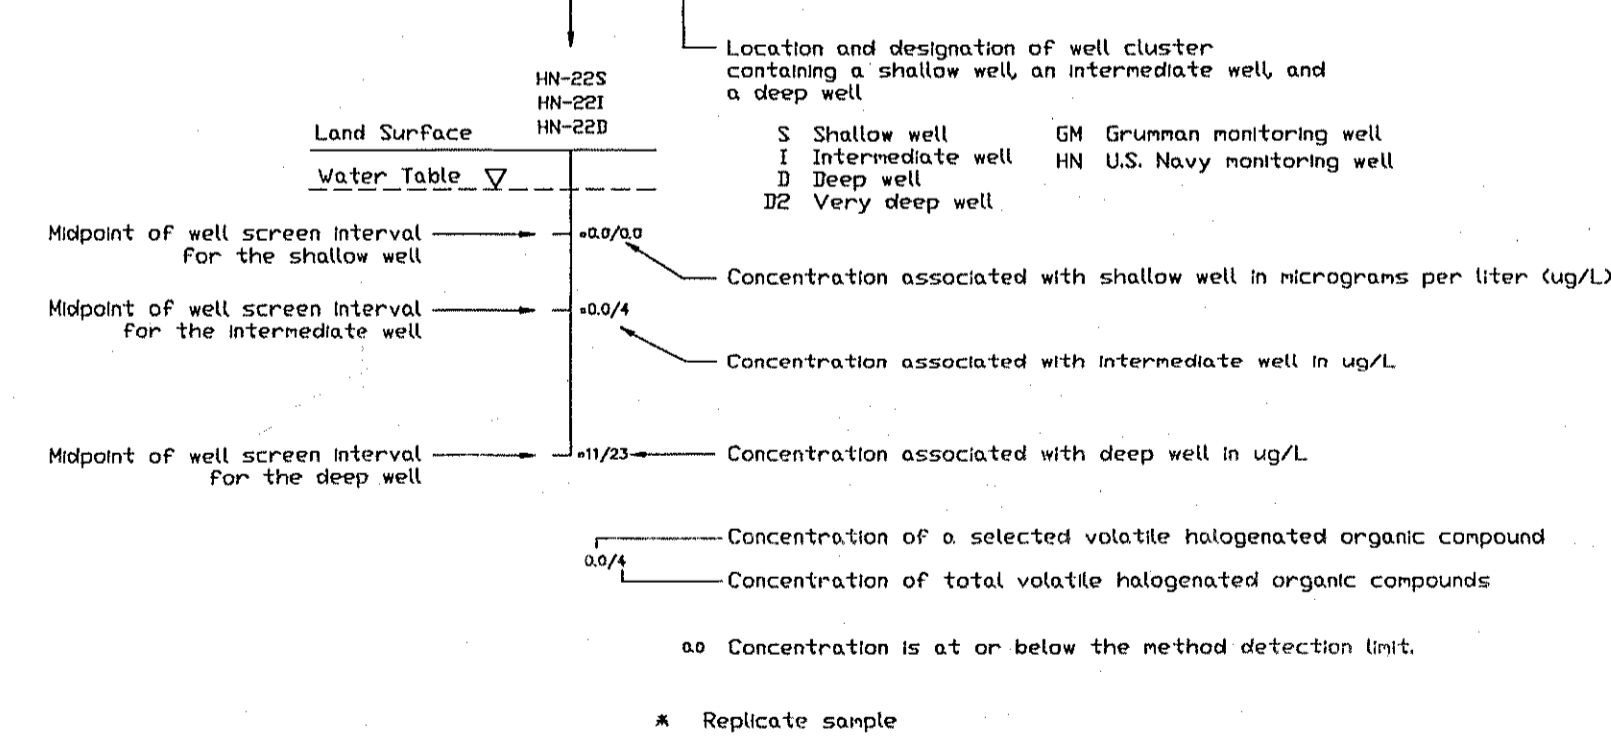 Location and designation of well cluster
containing a shallow well, an intermediate well, and
a deep well
HN-22S
HN-22I
HN-22D
Land Surface
Water Table
S Shallow well
I Intermediate well
D Deep well
D2 Very deep well
GM Grumman monitoring well
HN U.S. Navy monitoring well
Midpoint of well screen interval
for the shallow well
0.0/0.0
Concentration associated with shallow well in micrograms per liter (ug/L)
Midpoint of well screen interval
for the intermediate well
0.0/4
Concentration associated with intermediate well in ug/L
Midpoint of well screen interval
for the deep well
11/23
Concentration associated with deep well in ug/L
Concentration of a selected volatile halogenated organic compound
0.0/4
Concentration of total volatile halogenated organic compounds
0.0 Concentration is at or below the method detection limit.
* Replicate sample